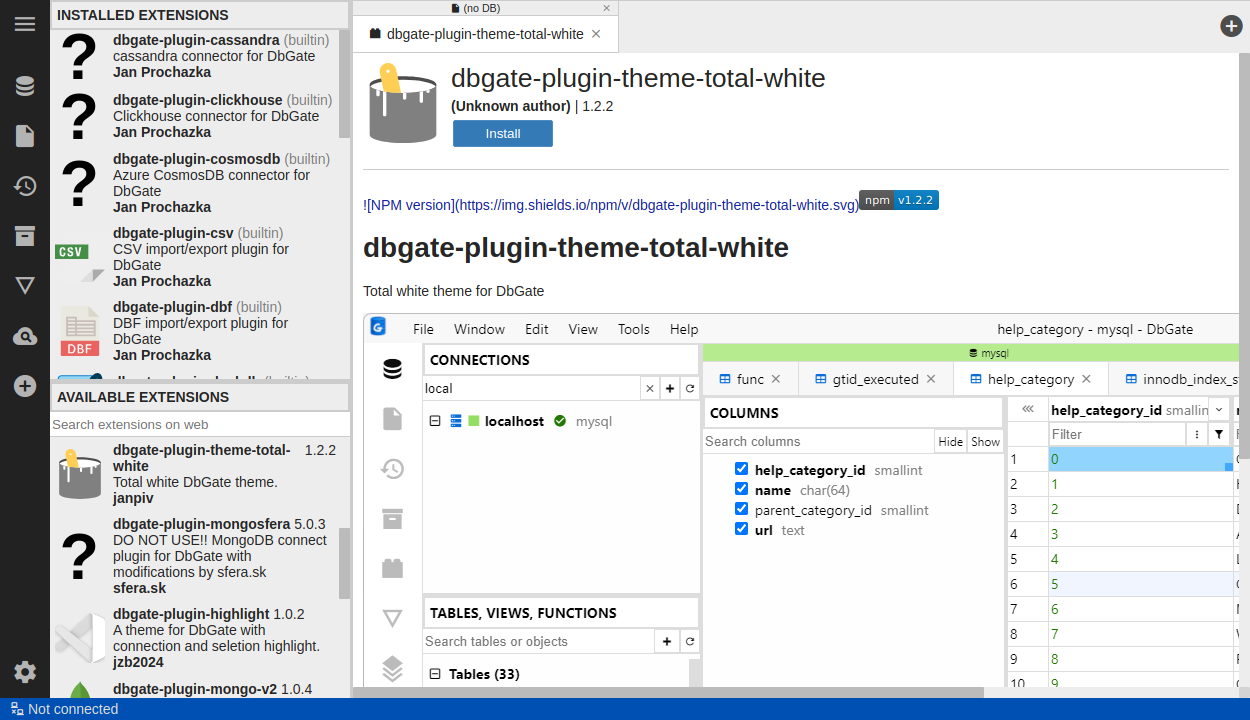 INSTALLED EXTENSIONS
dbgate-plugin-cassandra (builtin)
cassandra connector for DbGate
Jan Prochazka
dbgate-plugin-clickhouse (builtin)
Clickhouse connector for DbGate
Jan Prochazka
dbgate-plugin-cosmosdb (builtin)
Azure CosmosDB connector for
DbGate
Jan Prochazka
dbgate-plugin-csv (builtin)
CSV import/export plugin for
DbGate
Jan Prochazka
CSV
dbgate-plugin-dbf (builtin)
DBF import/export plugin for
DbGate
Jan Prochazka
DBF
AVAILABLE EXTENSIONS
Search extensions on web
dbgate-plugin-theme-total-white 1.2.2
Total white DbGate theme.
janpiv
dbgate-plugin-mongosfera 5.0.3
DO NOT USE!! MongoDB connect
plugin for DbGate with
modifications by sfera.sk
sfera.sk
dbgate-plugin-highlight 1.0.2
A theme for DbGate with
connection and seletion highlight.
jzb2024
dbgate-plugin-mongo-v2 1.0.4
Not connected
(no DB)
dbgate-plugin-theme-total-white
dbgate-plugin-theme-total-white
(Unknown author) | 1.2.2
Install
![NPM version](https://img.shields.io/npm/v/dbgate-plugin-theme-total-white.svg) npm v1.2.2
dbgate-plugin-theme-total-white
Total white theme for DbGate
File Window Edit View Tools Help help_category - mysql - DbGate
CONNECTIONS
local
localhost mysql
TABLES, VIEWS, FUNCTIONS
Search tables or objects
Tables (33)
mysql
func gtid_executed help_category innodb_index_s
COLUMNS
Search columns Hide Show
help_category_id smallint
name char(64)
parent_category_id smallint
url text
help_category_id smallin
Filter
1 0
2 1
3 2
4 3
5 4
6 5
7 6
8 7
9 8
10 9